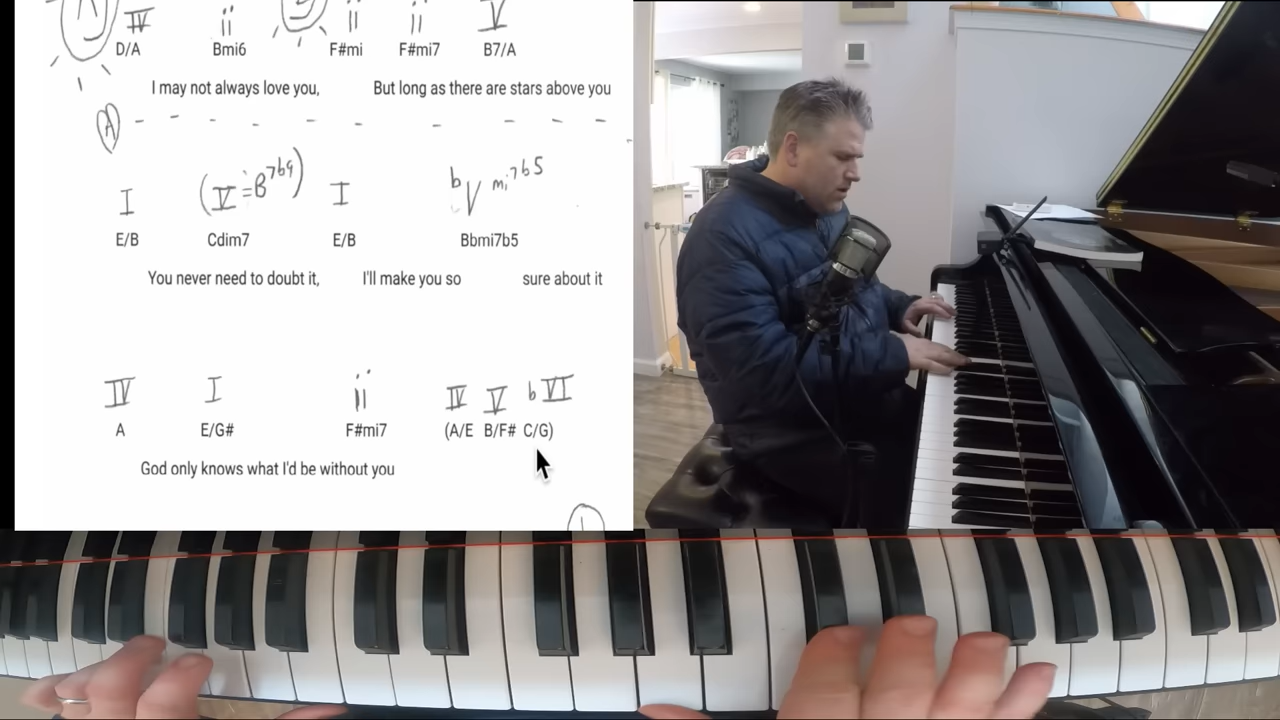 A D
IV ii ii ii V
D/A Bmi6 F#mi F#mi7 B7/A
I may not always love you, But long as there are stars above you
A
I (V=B7b9) I bV mi7b5
E/B Cdim7 E/B Bbmi7b5
You never need to doubt it, I'll make you so sure about it
IV I ii IV V bVI
A E/G# F#mi7 (A/E B/F# C/G)
God only knows what I'd be without you